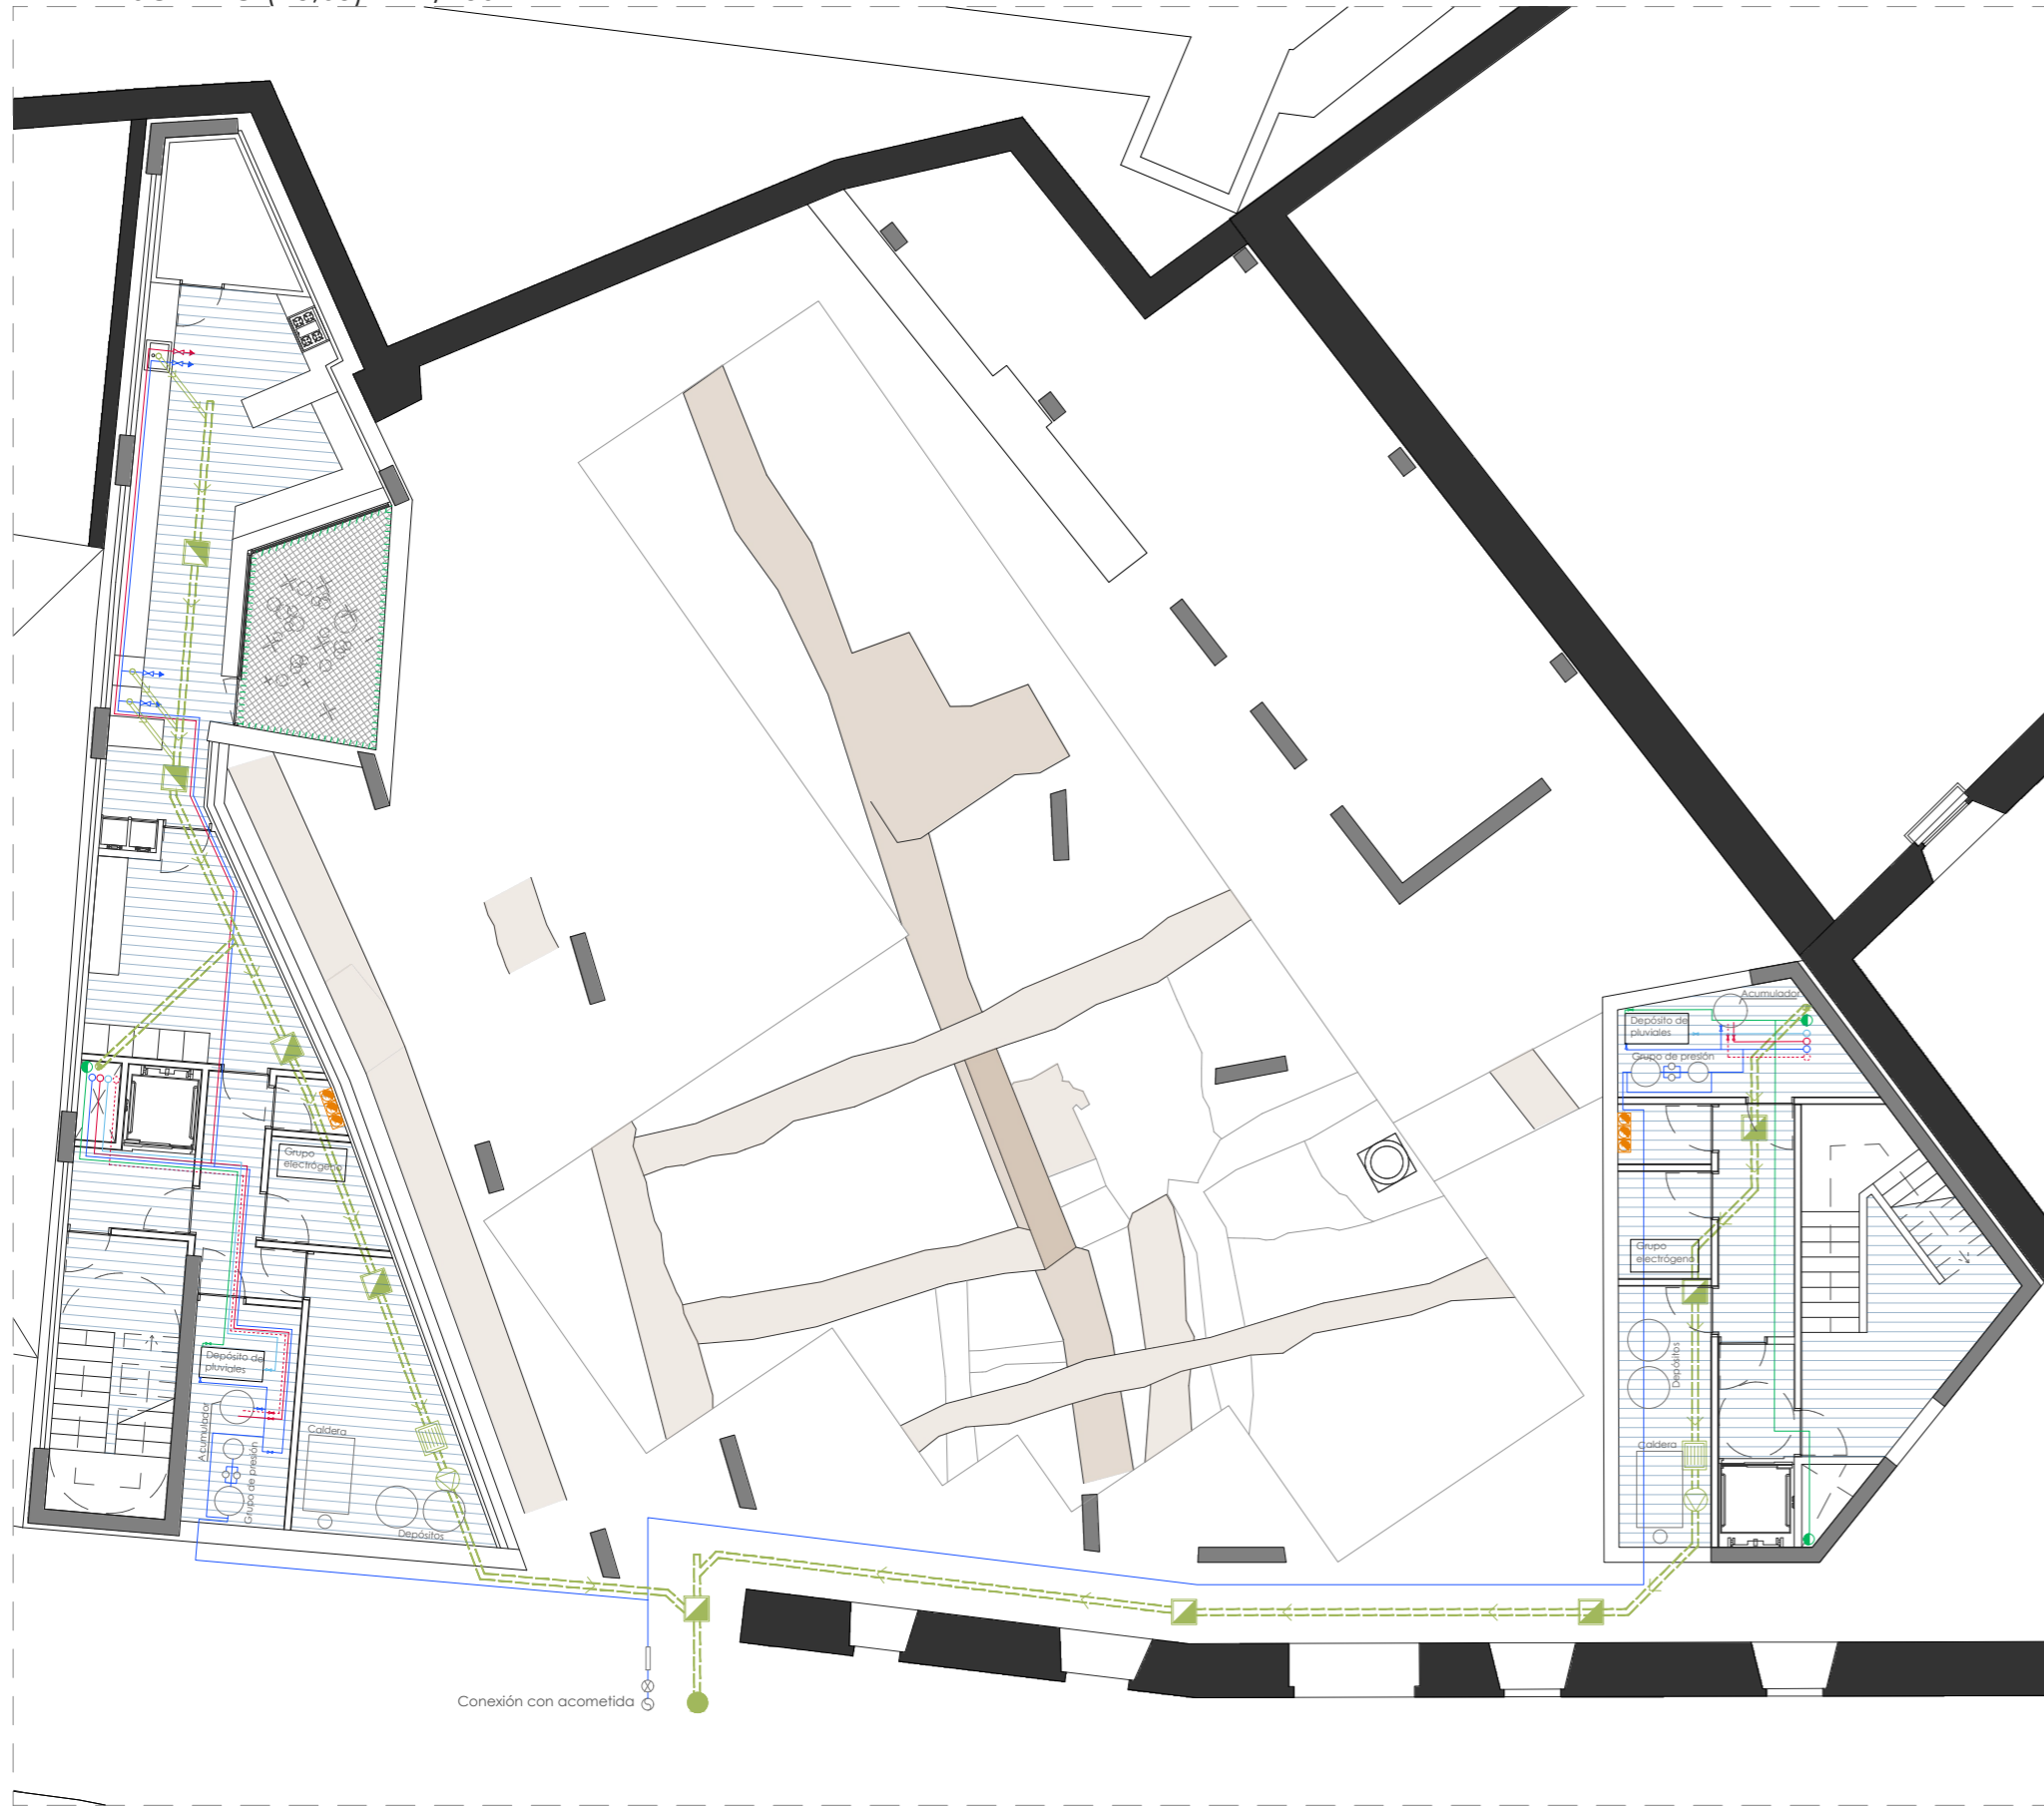 Acumulador
Depósito de
pluviales
Grupo de presión
Grupo
electrógeno
Grupo
electrógeno
Depósitos
Depósito de
pluviales
Acumulador
Caldera
Grupo de presión
Caldera
Depósitos
Conexión con acometida